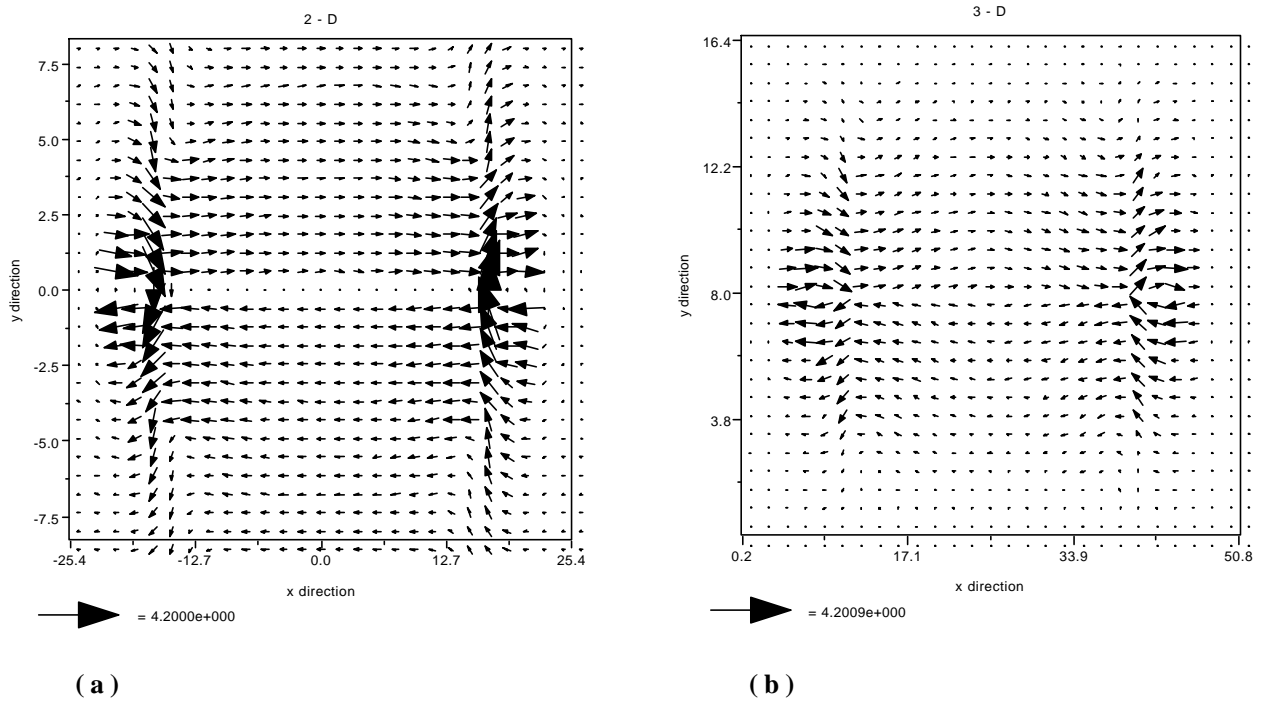 2 - D
7.5
5.0
2.5
0.0
-2.5
-5.0
-7.5
y direction
-25.4
-12.7
0.0
12.7
25.4
x direction
= 4.2000e+000
( a )
3 - D
16.4
12.2
8.0
3.8
y direction
0.2
17.1
33.9
50.8
x direction
= 4.2009e+000
( b )